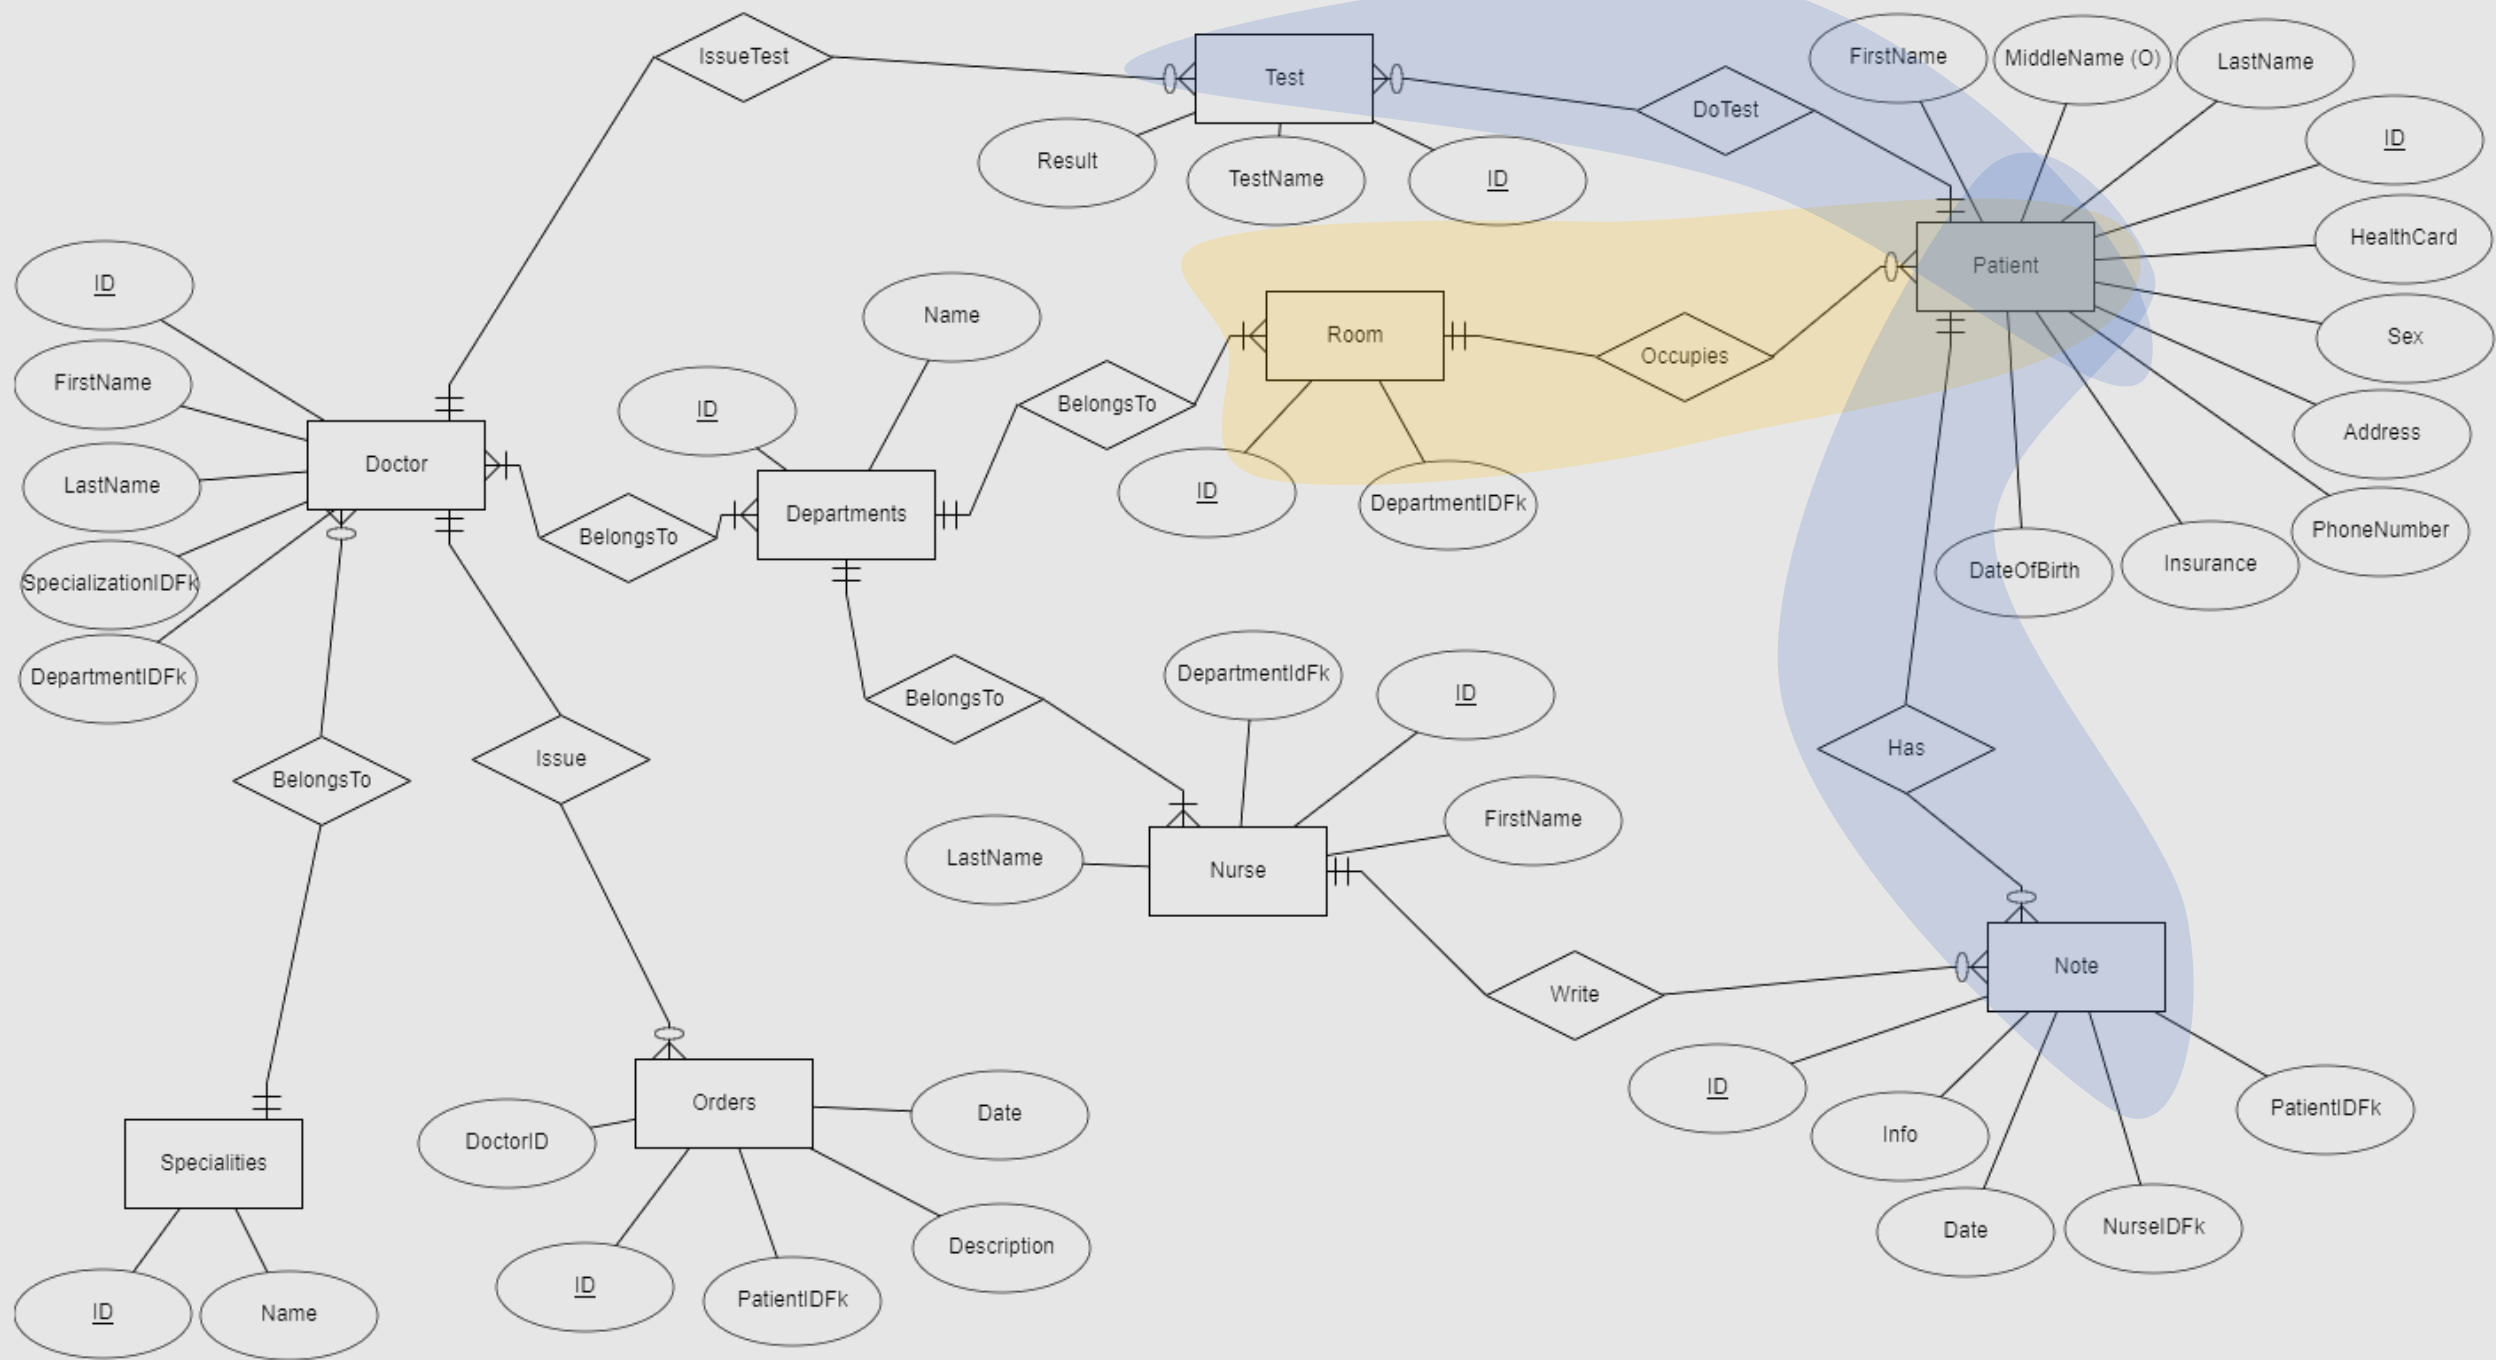 IssueTest
Test
FirstName
MiddleName (O)
LastName
DoTest
ID
Result
TestName
ID
HealthCard
Patient
ID
Name
Room
Occupies
Sex
FirstName
ID
BelongsTo
Address
Doctor
LastName
ID
DepartmentIDFk
Departments
BelongsTo
PhoneNumber
DateOfBirth
Insurance
SpecializationIDFk
DepartmentIDFk
DepartmentIdFk
ID
BelongsTo
Has
BelongsTo
Issue
FirstName
LastName
Nurse
Note
Write
ID
Info
PatientIDFk
Orders
Date
DoctorID
Specialities
Date
NurseIDFk
Description
ID
PatientIDFk
ID
Name